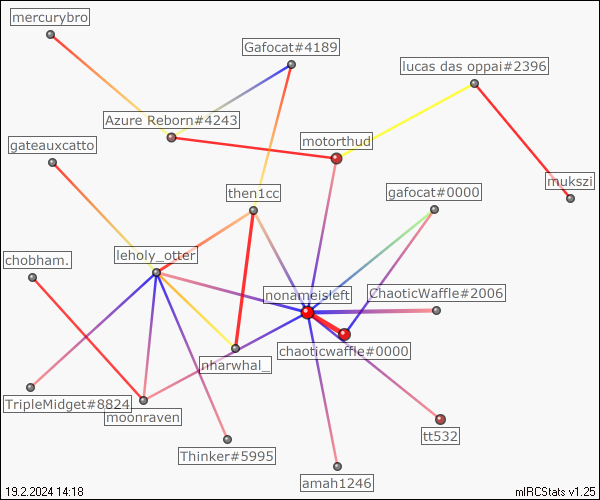 mercurybro
Gafocat#4189
lucas das oppai#2396
Azure Reborn#4243
motorthud
gateauxcatto
mukszi
then1cc
gafocat#0000
leholy_otter
chobham.
nonameisleft
ChaoticWaffle#2006
chaoticwaffle#0000
nharwhal_
TripleMidget#8824
moonraven
tt532
Thinker#5995
amah1246
19.2.2024 14:18
mIRCStats v1.25